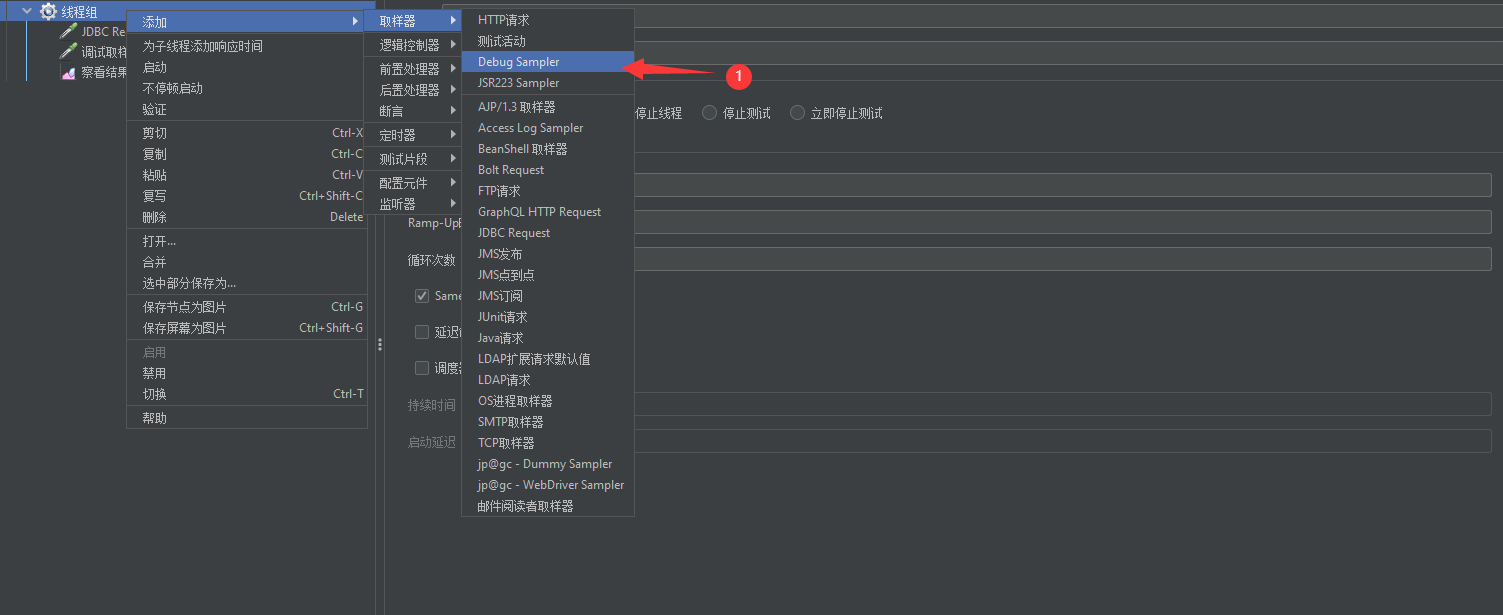 线程组
JDBC Re
调试取样
察看结果
添加
为子线程添加响应时间
启动
不停顿启动
验证
剪切 Ctrl-X
复制 Ctrl-C
粘贴 Ctrl-V
复写 Ctrl+Shift-C
删除 Delete
打开...
合并
选中部分保存为...
保存节点为图片 Ctrl-G
保存屏幕为图片 Ctrl+Shift-G
启用
禁用
切换 Ctrl-T
帮助
取样器
逻辑控制器
前置处理器
后置处理器
断言
定时器
测试片段
配置元件
监听器
HTTP请求
测试活动
Debug Sampler
JSR223 Sampler
AJP/1.3 取样器
Access Log Sampler
BeanShell 取样器
Bolt Request
FTP请求
GraphQL HTTP Request
JDBC Request
JMS发布
JMS点到点
JMS订阅
JUnit请求
Java请求
LDAP扩展请求默认值
LDAP请求
OS进程取样器
SMTP取样器
TCP取样器
jp@gc - Dummy Sampler
jp@gc - WebDriver Sampler
邮件阅读者取样器
1
停止线程 停止测试 立即停止测试
Ramp-Up
循环次数
Same
延迟
调度
持续时间
启动延迟